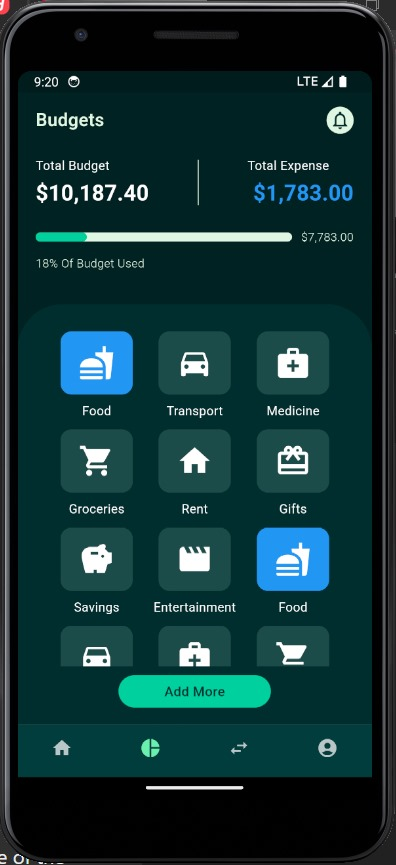 9:20
LTE
Budgets
Total Budget
Total Expense
$10,187.40
$1,783.00
$7,783.00
18% Of Budget Used
Food
Transport
Medicine
Groceries
Rent
Gifts
Savings
Entertainment
Food
Add More